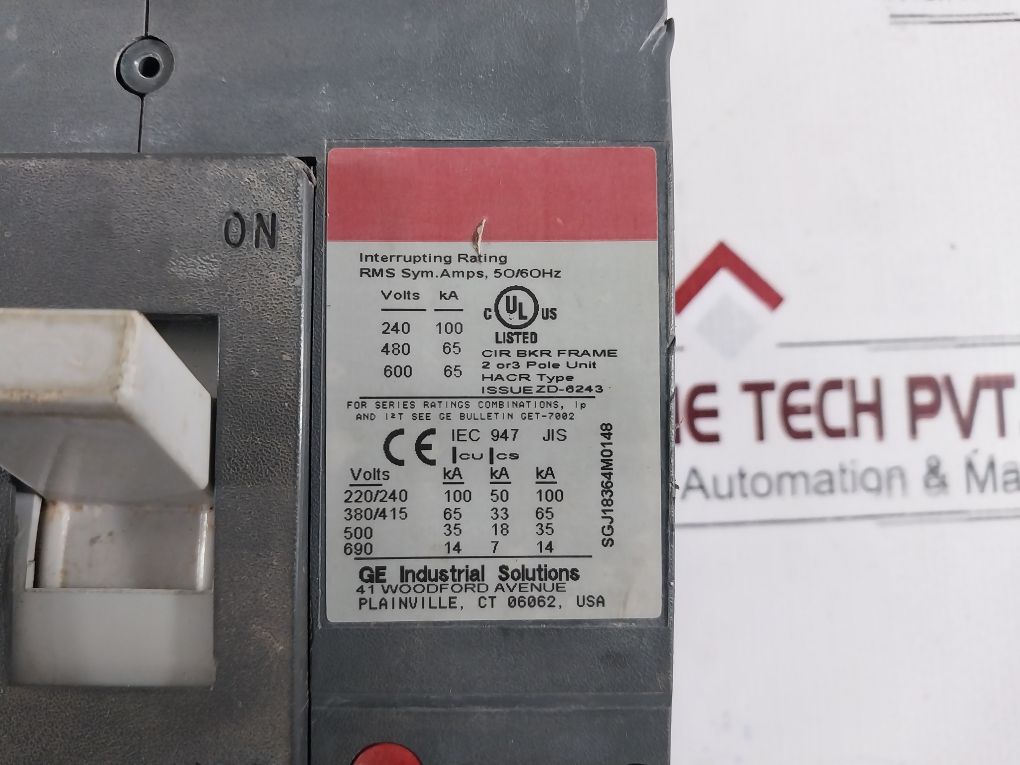 ON
Interrupting Rating
RMS Sym.Amps, 50/60Hz
Volts kA
240 100
480 65
600 65
C UL US
LISTED
CIR BKR FRAME
2 or3 Pole Unit
HACR Type
ISSUE ZD-6243
FOR SERIES RATINGS COMBINATIONS, Ip
AND I²T SEE GE BULLETIN GET-7002
CE IEC 947 JIS
Icu Ics
Volts kA kA kA
220/240 100 50 100
380/415 65 33 65
500 35 18 35
690 14 7 14
SGJ18364M0148
GE Industrial Solutions
41 WOODFORD AVENUE
PLAINVILLE, CT 06062, USA
TECH PVT.
Automation & Ma